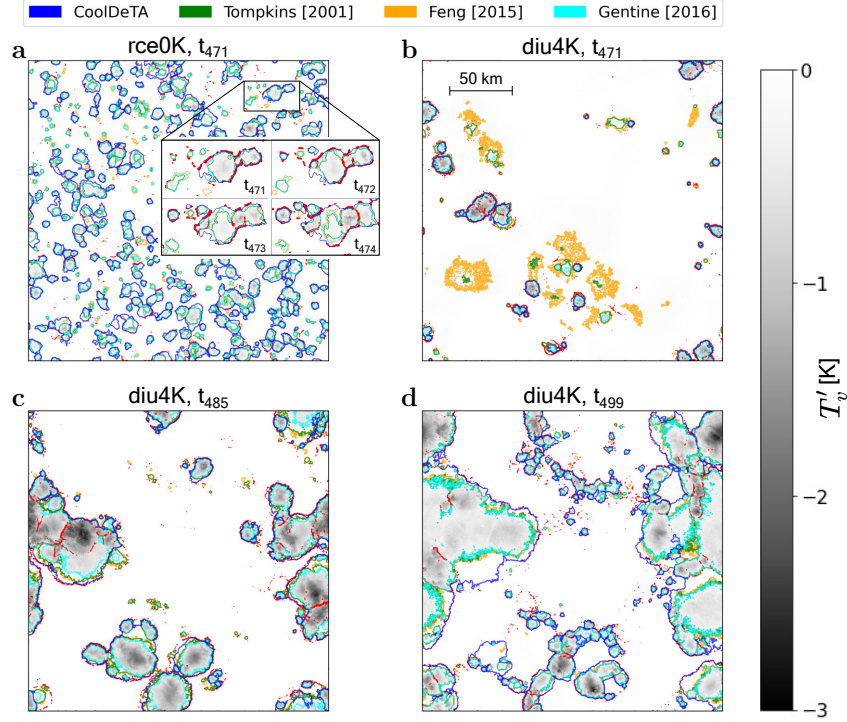 CoolDeTA Tompkins [2001] Feng [2015] Gentine [2016]
a rce0K, t471
b diu4K, t471
50 km
t471 t472
t473 t474
c diu4K, t485
d diu4K, t499
0
−1
−2
−3
T′v [K]